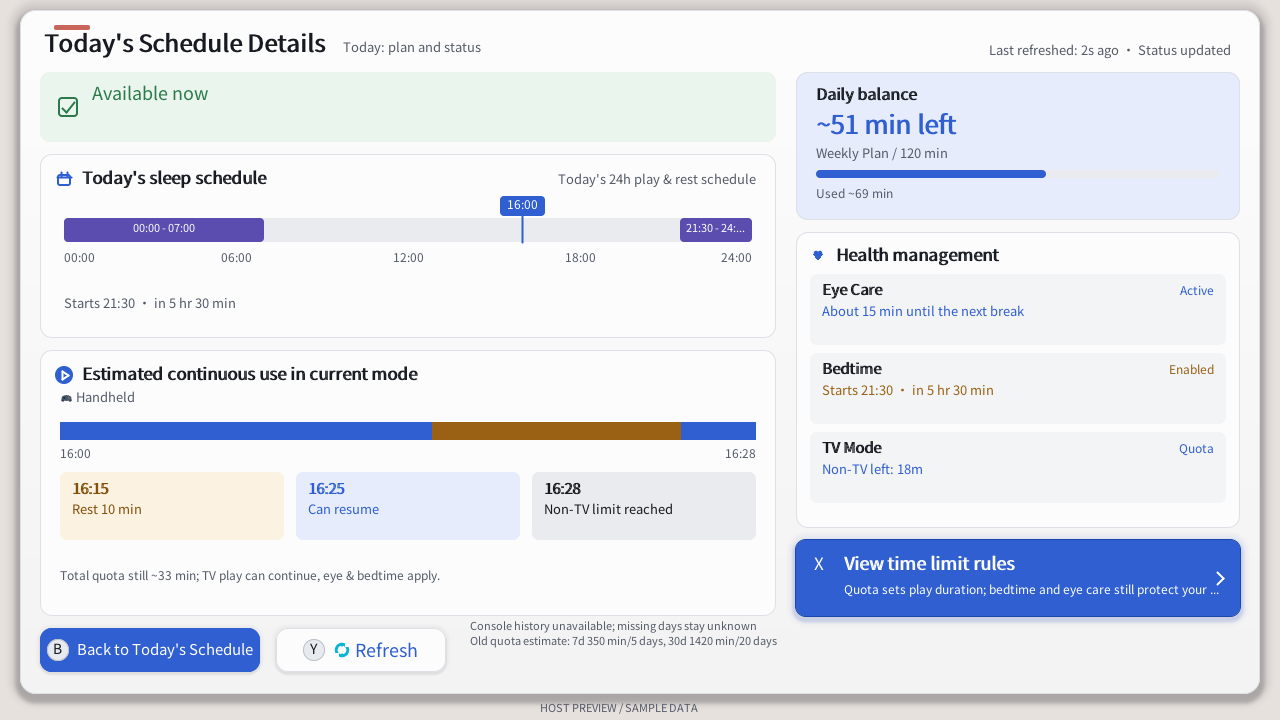 Today's Schedule Details
Today: plan and status
Last refreshed: 2s ago • Status updated
Available now
Today's sleep schedule
Today's 24h play & rest schedule
16:00
00:00 - 07:00
21:30 - 24:...
00:00
06:00
12:00
18:00
24:00
Starts 21:30 • in 5 hr 30 min
Estimated continuous use in current mode
Handheld
16:00
16:28
16:15
Rest 10 min
16:25
Can resume
16:28
Non-TV limit reached
Total quota still ~33 min; TV play can continue, eye & bedtime apply.
Daily balance
~51 min left
Weekly Plan / 120 min
Used ~69 min
Health management
Eye Care
Active
About 15 min until the next break
Bedtime
Enabled
Starts 21:30 • in 5 hr 30 min
TV Mode
Quota
Non-TV left: 18m
X
View time limit rules
Quota sets play duration; bedtime and eye care still protect your ...
B Back to Today's Schedule
Y Refresh
Console history unavailable; missing days stay unknown
Old quota estimate: 7d 350 min/5 days, 30d 1420 min/20 days
HOST PREVIEW / SAMPLE DATA